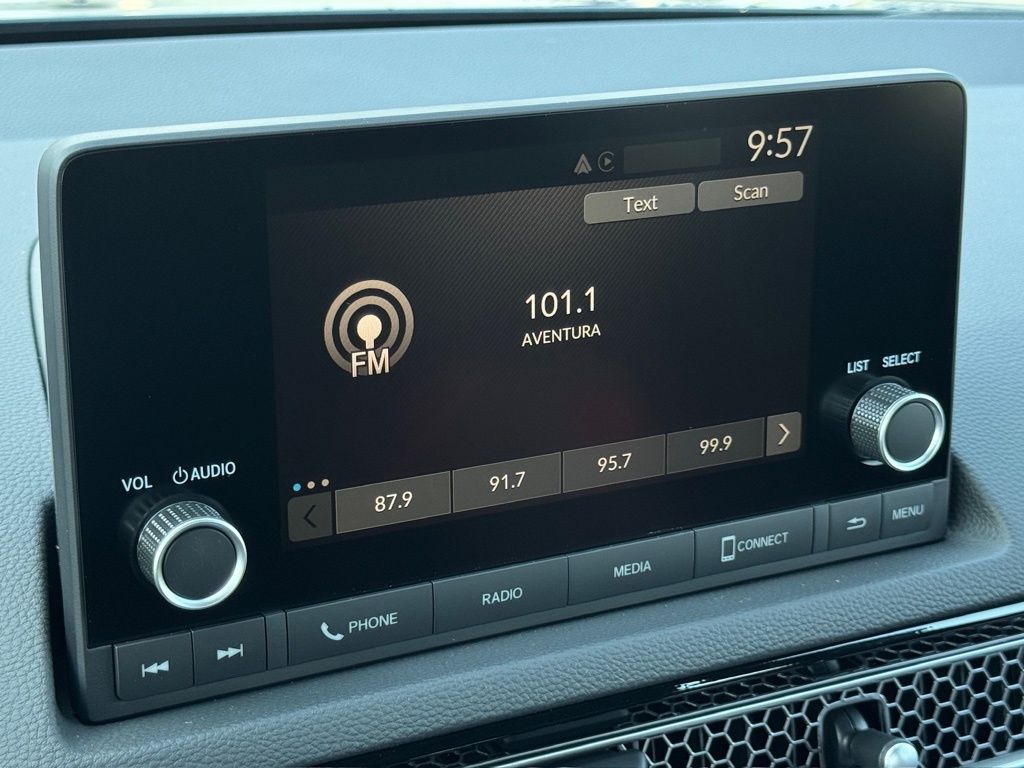 9:57
Text Scan
101.1
AVENTURA
FM
LIST SELECT
87.9 91.7 95.7 99.9
VOL AUDIO
PHONE RADIO MEDIA CONNECT MENU